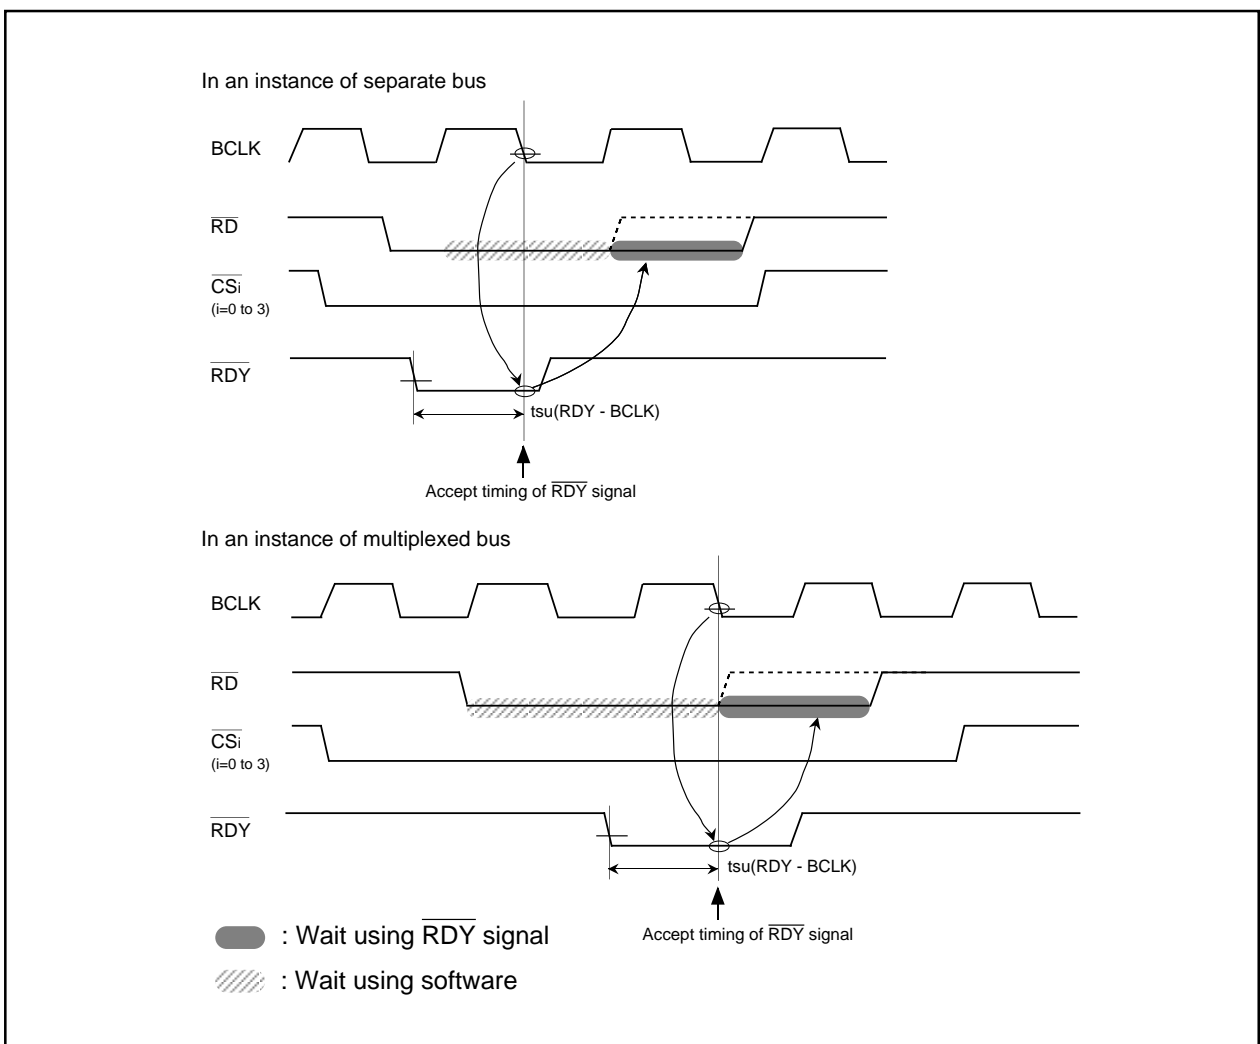 In an instance of separate bus
BCLK
RD
CSi
(i=0 to 3)
RDY
tsu(RDY - BCLK)
Accept timing of RDY signal
In an instance of multiplexed bus
BCLK
RD
CSi
(i=0 to 3)
RDY
tsu(RDY - BCLK)
Accept timing of RDY signal
: Wait using RDY signal
: Wait using software